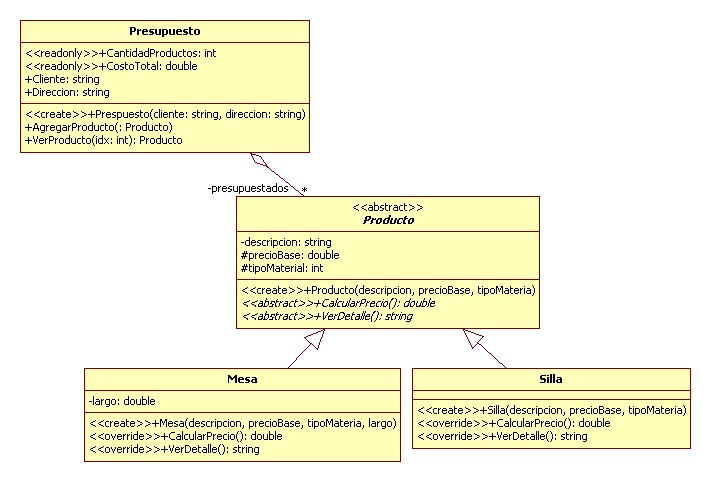 Presupuesto
<<readonly>>+CantidadProductos: int
<<readonly>>+CostoTotal: double
+Cliente: string
+Direccion: string
<<create>>+Prespuesto(cliente: string, direccion: string)
+AgregarProducto(: Producto)
+VerProducto(idx: int): Producto
-presupuestados *
<<abstract>>
Producto
-descripcion: string
#precioBase: double
#tipoMaterial: int
<<create>>+Producto(descripcion, precioBase, tipoMateria)
<<abstract>>+CalcularPrecio(): double
<<abstract>>+VerDetalle(): string
Mesa
-largo: double
<<create>>+Mesa(descripcion, precioBase, tipoMateria, largo)
<<override>>+CalcularPrecio(): double
<<override>>+VerDetalle(): string
Silla
<<create>>+Silla(descripcion, precioBase, tipoMateria)
<<override>>+CalcularPrecio(): double
<<override>>+VerDetalle(): string